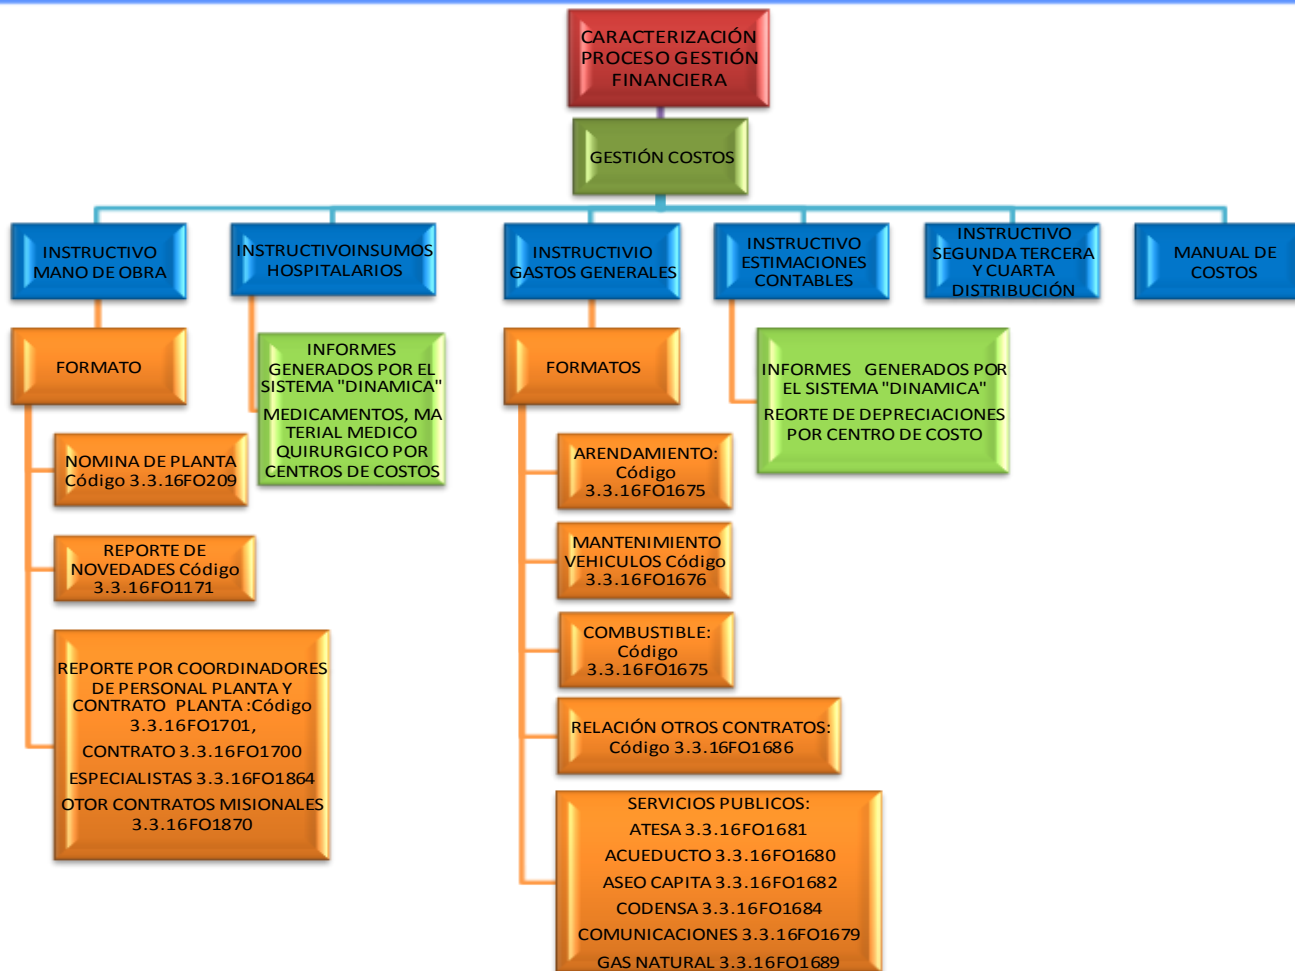 CARACTERIZACIÓN
PROCESO GESTIÓN
FINANCIERA
GESTIÓN COSTOS
INSTRUCTIVO
MANO DE OBRA
INSTRUCTIVOINSUMOS
HOSPITALARIOS
INSTRUCTIVIO
GASTOS GENERALES
INSTRUCTIVO
ESTIMACIONES
CONTABLES
INSTRUCTIVO
SEGUNDA TERCERA
Y CUARTA
DISTRIBUCIÓN
MANUAL DE
COSTOS
FORMATO
NOMINA DE PLANTA
Código 3.3.16FO209
REPORTE DE
NOVEDADES Código
3.3.16FO1171
REPORTE POR COORDINADORES
DE PERSONAL PLANTA Y
CONTRATO PLANTA :Código
3.3.16FO1701,
CONTRATO 3.3.16FO1700
ESPECIALISTAS 3.3.16FO1864
OTOR CONTRATOS MISIONALES
3.3.16FO1870
INFORMES
GENERADOS POR EL
SISTEMA "DINAMICA"
MEDICAMENTOS, MA
TERIAL MEDICO
QUIRURGICO POR
CENTROS DE COSTOS
FORMATOS
ARENDAMIENTO:
Código
3.3.16FO1675
MANTENIMIENTO
VEHICULOS Código
3.3.16FO1676
COMBUSTIBLE:
Código
3.3.16FO1675
RELACIÓN OTROS CONTRATOS:
Código 3.3.16FO1686
SERVICIOS PUBLICOS:
ATESA 3.3.16FO1681
ACUEDUCTO 3.3.16FO1680
ASEO CAPITA 3.3.16FO1682
CODENSA 3.3.16FO1684
COMUNICACIONES 3.3.16FO1679
GAS NATURAL 3.3.16FO1689
INFORMES GENERADOS POR
EL SISTEMA "DINAMICA"
REORTE DE DEPRECIACIONES
POR CENTRO DE COSTO